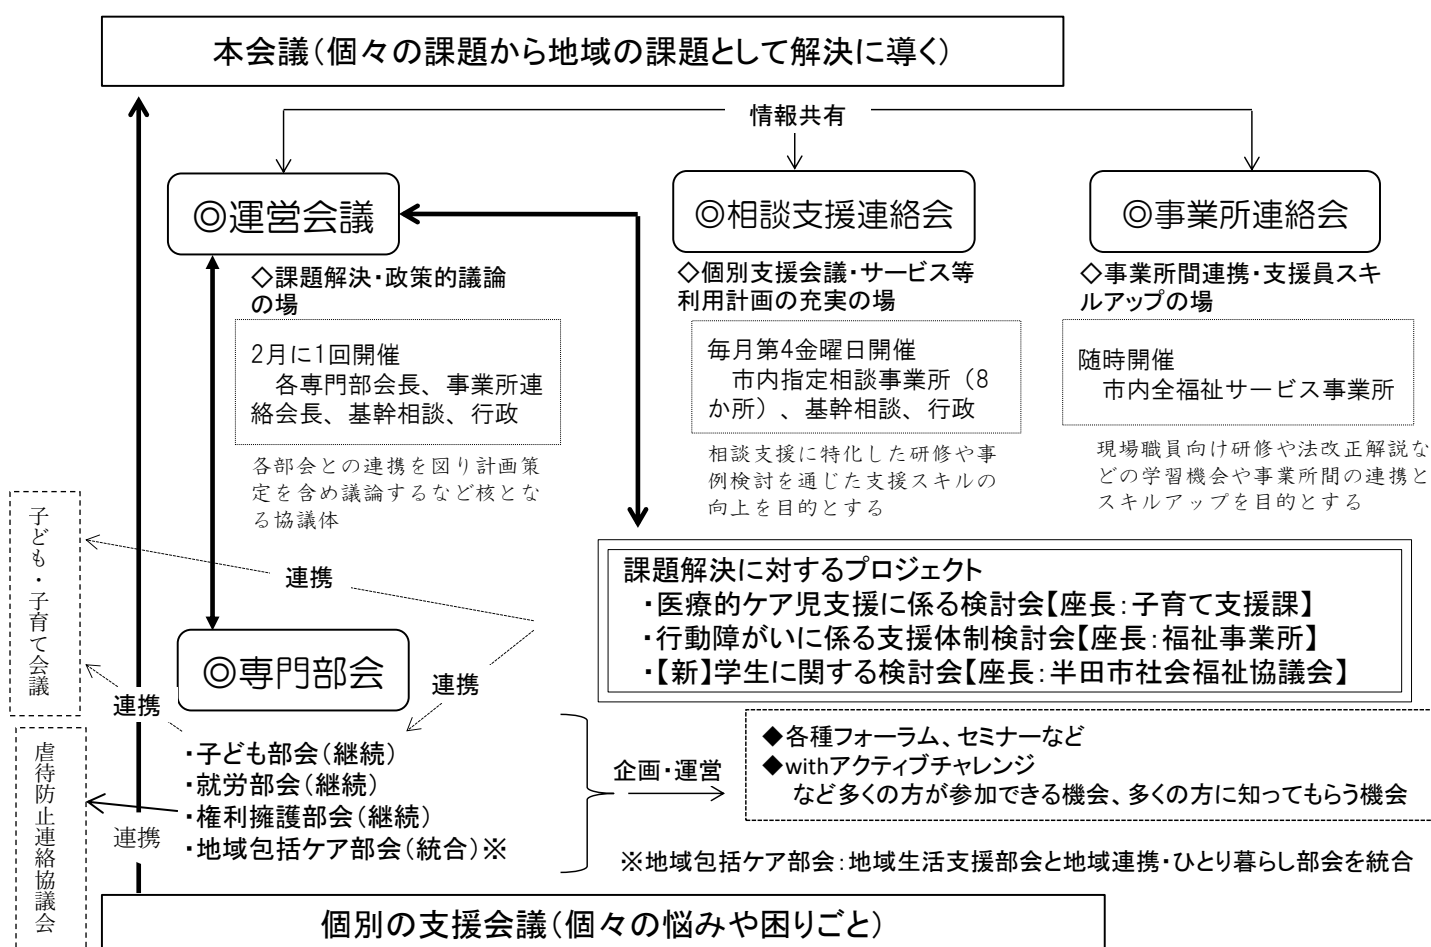 本会議(個々の課題から地域の課題として解決に導く)
情報共有
◎運営会議
◎相談支援連絡会
◎事業所連絡会
◇課題解決・政策的議論
の場
◇個別支援会議・サービス等
利用計画の充実の場
◇事業所間連携・支援員スキ
ルアップの場
2月に1回開催
各専門部会長、事業所連
絡会長、基幹相談、行政
毎月第4金曜日開催
市内指定相談事業所（8
か所）、基幹相談、行政
随時開催
市内全福祉サービス事業所
各部会との連携を図り計画策
定を含め議論するなど核とな
る協議体
相談支援に特化した研修や事
例検討を通じた支援スキルの
向上を目的とする
現場職員向け研修や法改正解説な
どの学習機会や事業所間の連携と
スキルアップを目的とする
子ども・子育て会議
連携
課題解決に対するプロジェクト
・医療的ケア児支援に係る検討会【座長:子育て支援課】
・行動障がいに係る支援体制検討会【座長:福祉事業所】
・【新】学生に関する検討会【座長:半田市社会福祉協議会】
◎専門部会
連携
連携
虐待防止連絡協議会
連携
・子ども部会(継続)
・就労部会(継続)
・権利擁護部会(継続)
・地域包括ケア部会(統合)※
企画・運営
◆各種フォーラム、セミナーなど
◆withアクティブチャレンジ
など多くの方が参加できる機会、多くの方に知ってもらう機会
※地域包括ケア部会:地域生活支援部会と地域連携・ひとり暮らし部会を統合
個別の支援会議(個々の悩みや困りごと)